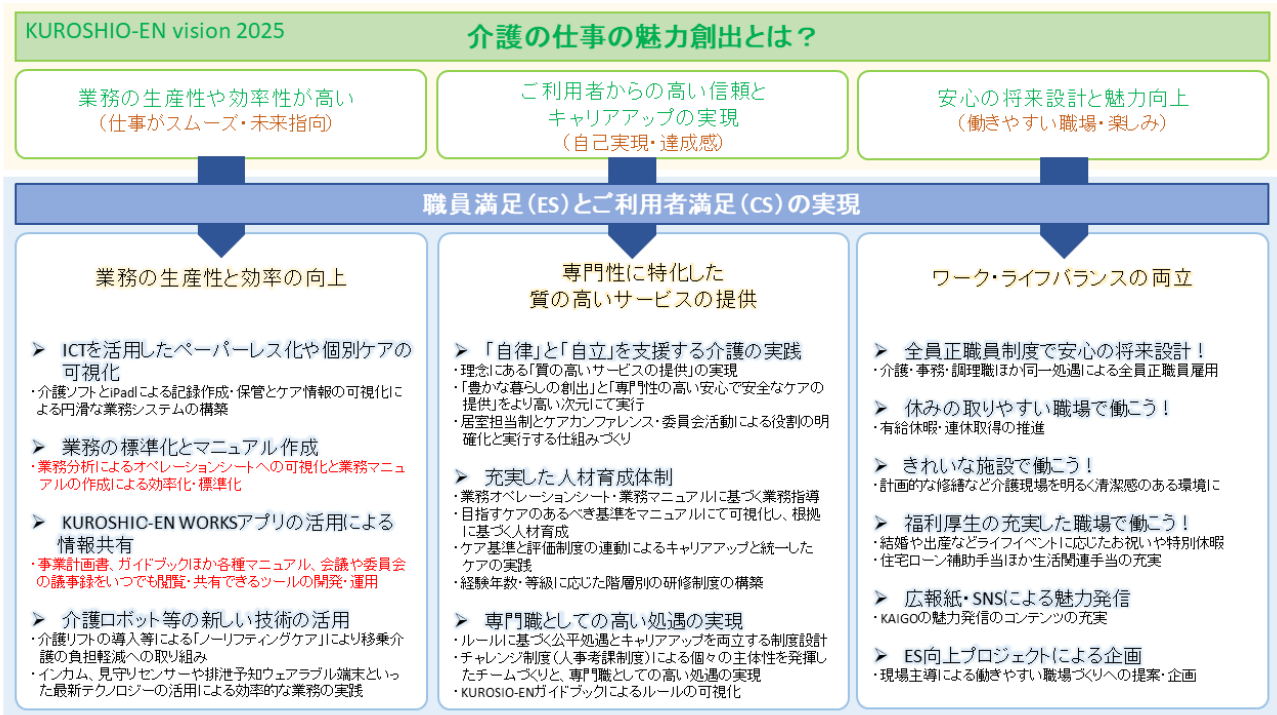 KUROSHIO-EN vision 2025
介護の仕事の魅力創出とは？
業務の生産性や効率性が高い
（仕事がスムーズ・未来指向）
ご利用者からの高い信頼と
キャリアアップの実現
（自己実現・達成感）
安心の将来設計と魅力向上
（働きやすい職場・楽しみ）
職員満足（ES）とご利用者満足（CS）の実現
業務の生産性と効率の向上
➢ ICTを活用したペーパーレス化や個別ケアの
可視化
・介護ソフトとiPadによる記録作成・保管とケア情報の可視化に
よる円滑な業務システムの構築
➢ 業務の標準化とマニュアル作成
・業務分析によるオペレーションシートへの可視化と業務マニュ
アルの作成による効率化・標準化
➢ KUROSHIO-EN WORKSアプリの活用による
情報共有
・事業計画書、ガイドブックほか各種マニュアル、会議や委員会
の議事録をいつでも閲覧・共有できるツールの開発・運用
➢ 介護ロボット等の新しい技術の活用
・介護リフトの導入等による「ノーリフティングケア」により移乗介
護の負担軽減への取り組み
・インカム、見守りセンサーや排泄予知ウェアラブル端末といっ
た最新テクノロジーの活用による効率的な業務の実践
専門性に特化した
質の高いサービスの提供
➢ 「自律」と「自立」を支援する介護の実践
・理念にある「質の高いサービスの提供」の実現
・「豊かな暮らしの創出」と「専門性の高い安心で安全なケアの
提供」をより高い次元にて実行
・居室担当制とケアカンファレンス・委員会活動による役割の明
確化と実行する仕組みづくり
➢ 充実した人材育成体制
・業務オペレーションシート・業務マニュアルに基づく業務指導
・目指すケアのあるべき基準をマニュアルにて可視化し、根拠
に基づく人材育成
・ケア基準と評価制度の連動によるキャリアアップと統一した
ケアの実践
・経験年数・等級に応じた階層別の研修制度の構築
➢ 専門職としての高い処遇の実現
・ルールに基づく公平処遇とキャリアアップを両立する制度設計
・チャレンジ制度（人事考課制度）による個々の主体性を発揮し
たチームづくりと、専門職としての高い処遇の実現
・KUROSIO-ENガイドブックによるルールの可視化
ワーク・ライフバランスの両立
➢ 全員正職員制度で安心の将来設計！
・介護・事務・調理職ほか同一処遇による全員正職員雇用
➢ 休みの取りやすい職場で働こう！
・有給休暇・連休取得の推進
➢ きれいな施設で働こう！
・計画的な修繕など介護現場を明るく清潔感のある環境に
➢ 福利厚生の充実した職場で働こう！
・結婚や出産などライフイベントに応じたお祝いや特別休暇
・住宅ローン補助手当ほか生活関連手当の充実
➢ 広報紙・SNSによる魅力発信
・KAIGOの魅力発信のコンテンツの充実
➢ ES向上プロジェクトによる企画
・現場主導による働きやすい職場づくりへの提案・企画